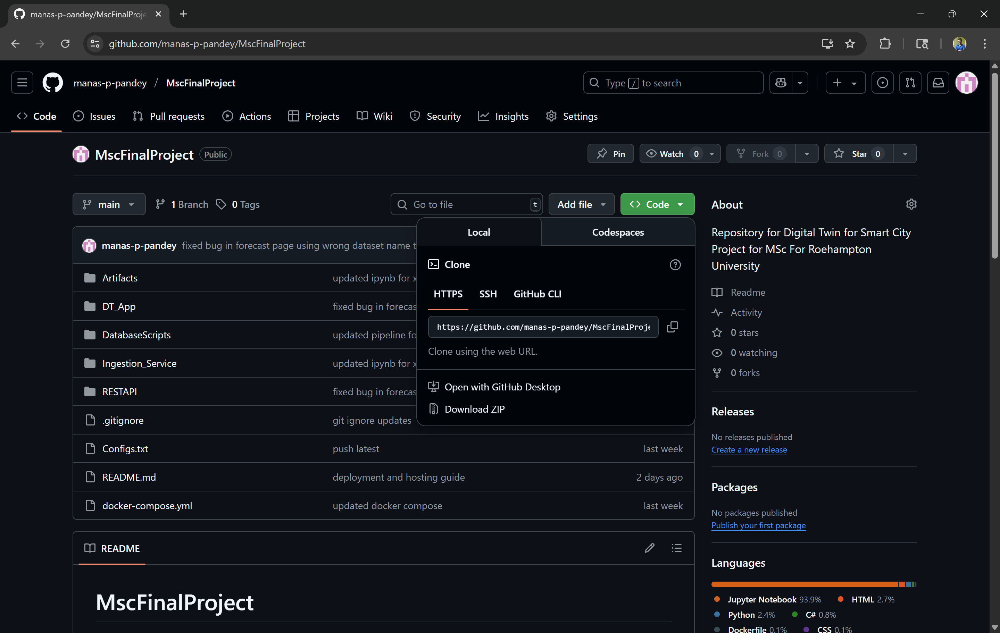 manas-p-pandey/MscFinalProje
github.com/manas-p-pandey/MscFinalProject
manas-p-pandey / MscFinalProject
Type / to search
Code Issues Pull requests Actions Projects Wiki Security Insights Settings
MscFinalProject Public
Pin Watch 0 Fork 0 Star 0
main 1 Branch 0 Tags
Go to file t Add file Code
Local Codespaces
Clone
HTTPS SSH GitHub CLI
https://github.com/manas-p-pandey/MscFinalProje
Clone using the web URL.
Open with GitHub Desktop
Download ZIP
manas-p-pandey fixed bug in forecast page using wrong dataset name t
Artifacts updated ipynb for x
DT_App fixed bug in forecas
DatabaseScripts updated pipeline fo
Ingestion_Service updated ipynb for x
RESTAPI fixed bug in forecas
.gitignore git ignore updates
Configs.txt push latest last week
README.md deployment and hosting guide 2 days ago
docker-compose.yml updated docker compose last week
README
MscFinalProject
About
Repository for Digital Twin for Smart City
Project for MSc For Roehampton
University
Readme
Activity
0 stars
0 watching
0 forks
Releases
No releases published
Create a new release
Packages
No packages published
Publish your first package
Languages
Jupyter Notebook 93.9% HTML 2.7%
Python 2.4% C# 0.8%
Dockerfile 0.1% CSS 0.1%